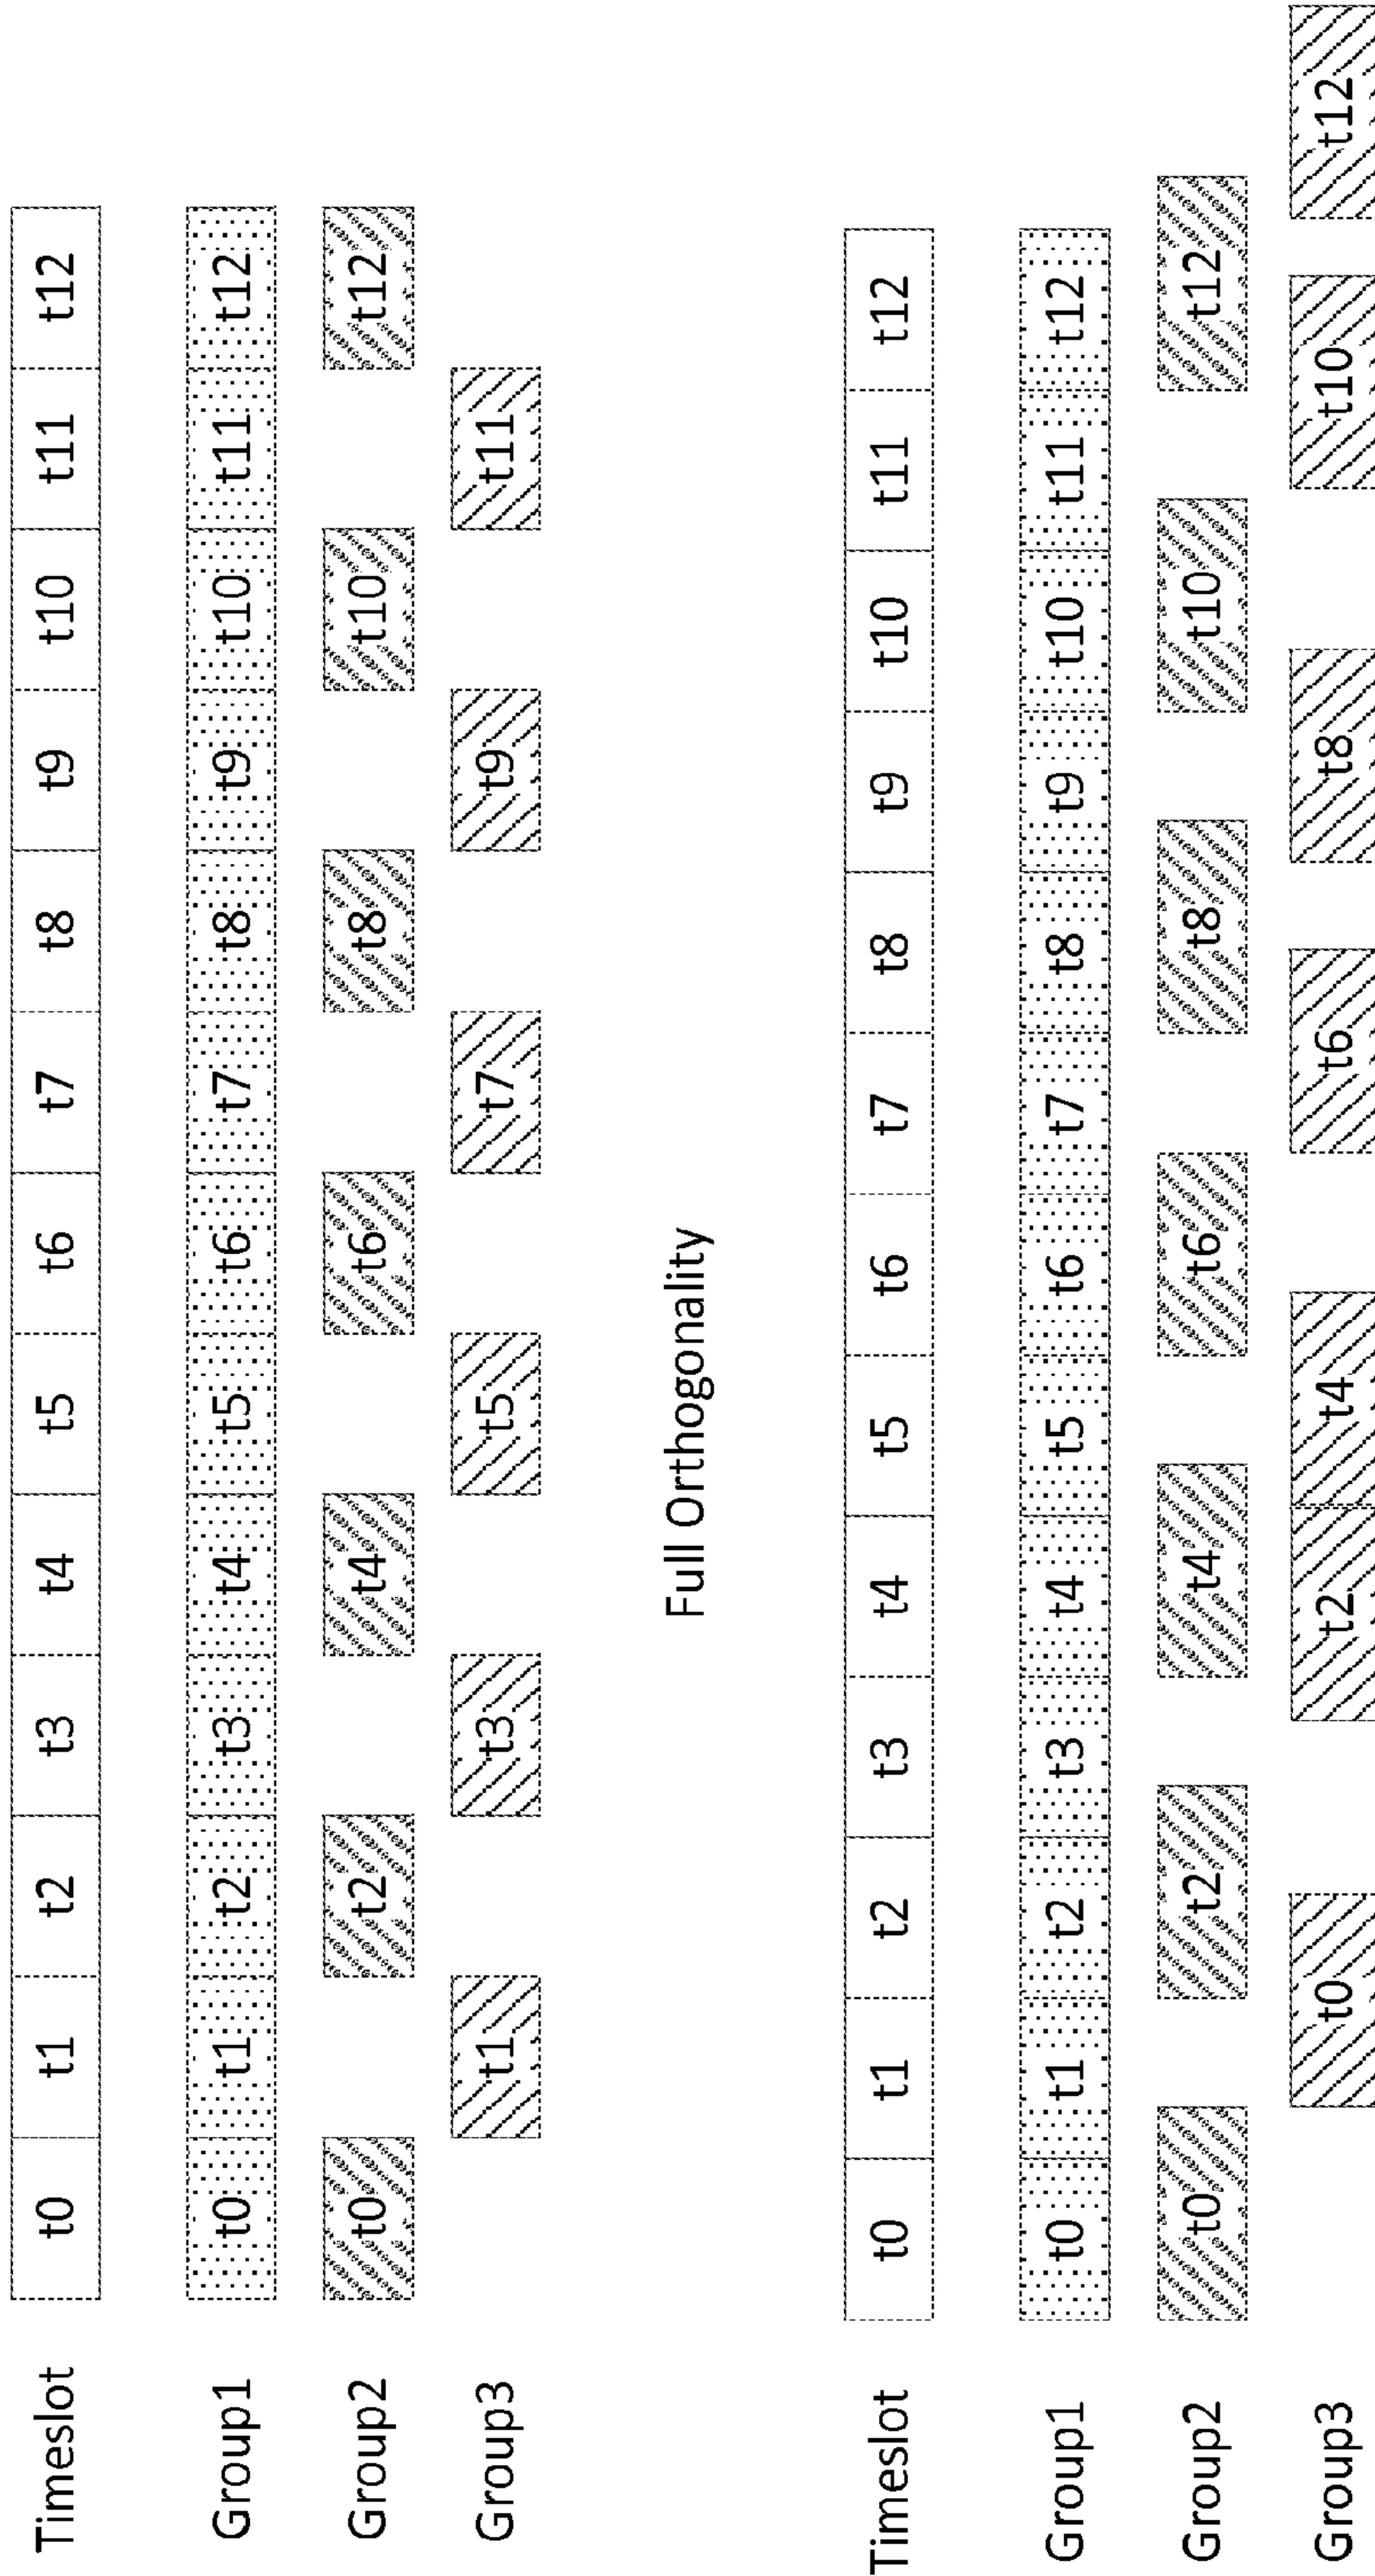 Timeslot t0 t1 t2 t3 t4 t5 t6 t7 t8 t9 t10 t11 t12
Group1 t0 t1 t2 t3 t4 t5 t6 t7 t8 t9 t10 t11 t12
Group2 t0 t2 t4 t6 t8 t10 t12
Group3 t1 t3 t5 t7 t9 t11
Full Orthogonality
Timeslot t0 t1 t2 t3 t4 t5 t6 t7 t8 t9 t10 t11 t12
Group1 t0 t1 t2 t3 t4 t5 t6 t7 t8 t9 t10 t11 t12
Group2 t0 t2 t4 t6 t8 t10 t12
Group3 t0 t2 t4 t6 t8 t10 t12